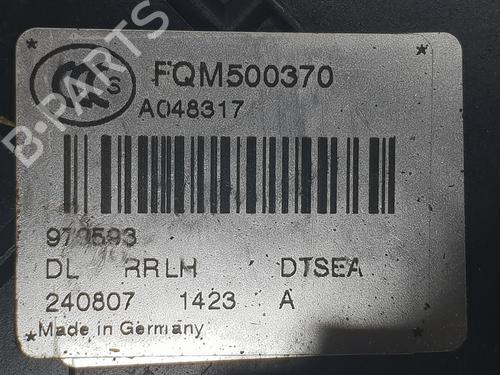 FQM500370
A048317
S
B-PARTS
DL RRLH DTSEA
240807 1423 A
Made in Germany